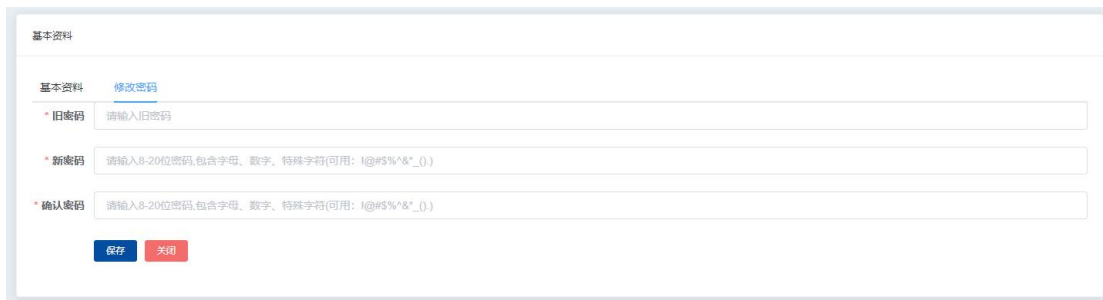 基本资料
基本资料 修改密码
* 旧密码 请输入旧密码
* 新密码 请输入8-20位密码,包含字母、数字、特殊字符(可用：!@#$%^&*_().)
* 确认密码 请输入8-20位密码,包含字母、数字、特殊字符(可用：!@#$%^&*_().)
保存 关闭